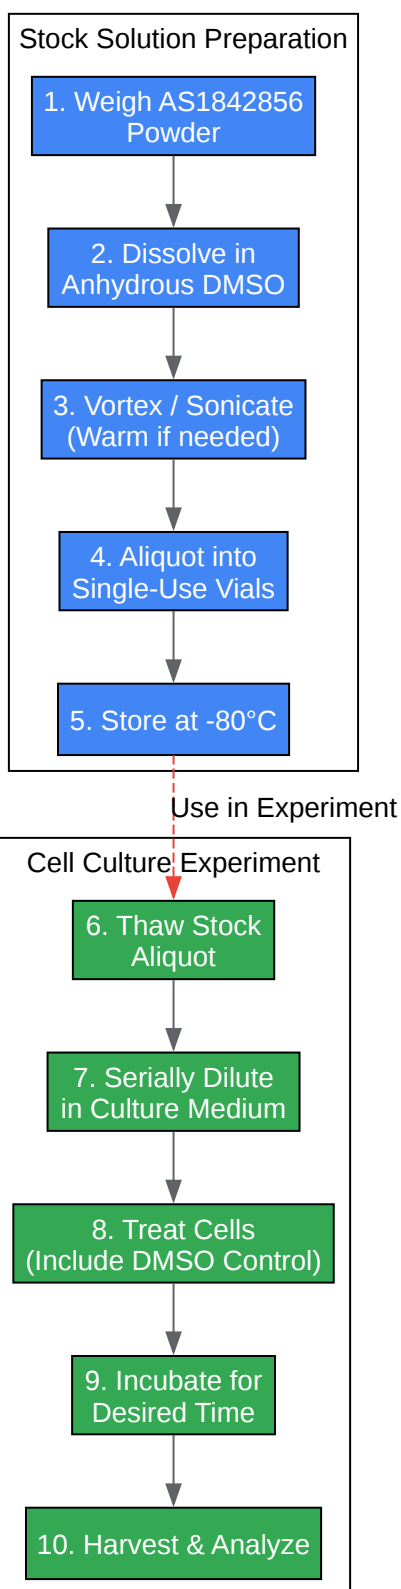 Stock Solution Preparation
1. Weigh AS1842856
Powder
2. Dissolve in
Anhydrous DMSO
3. Vortex / Sonicate
(Warm if needed)
4. Aliquot into
Single-Use Vials
5. Store at -80°C
Use in Experiment
Cell Culture Experiment
6. Thaw Stock
Aliquot
7. Serially Dilute
in Culture Medium
8. Treat Cells
(Include DMSO Control)
9. Incubate for
Desired Time
10. Harvest & Analyze